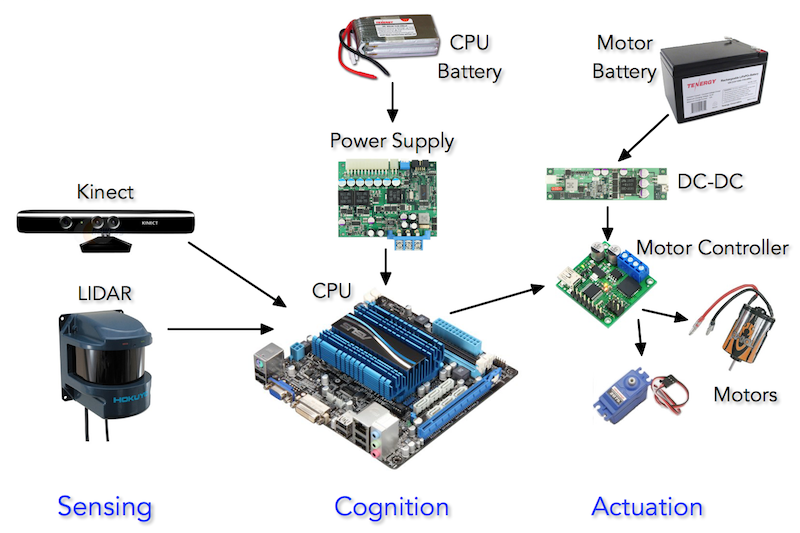 CPU
Battery
Motor
Battery
TENERGY
Power Supply
Kinect
DC-DC
KINECT
Motor Controller
LIDAR
CPU
ASUS
HOKUYO
Motors
Sensing
Cognition
Actuation